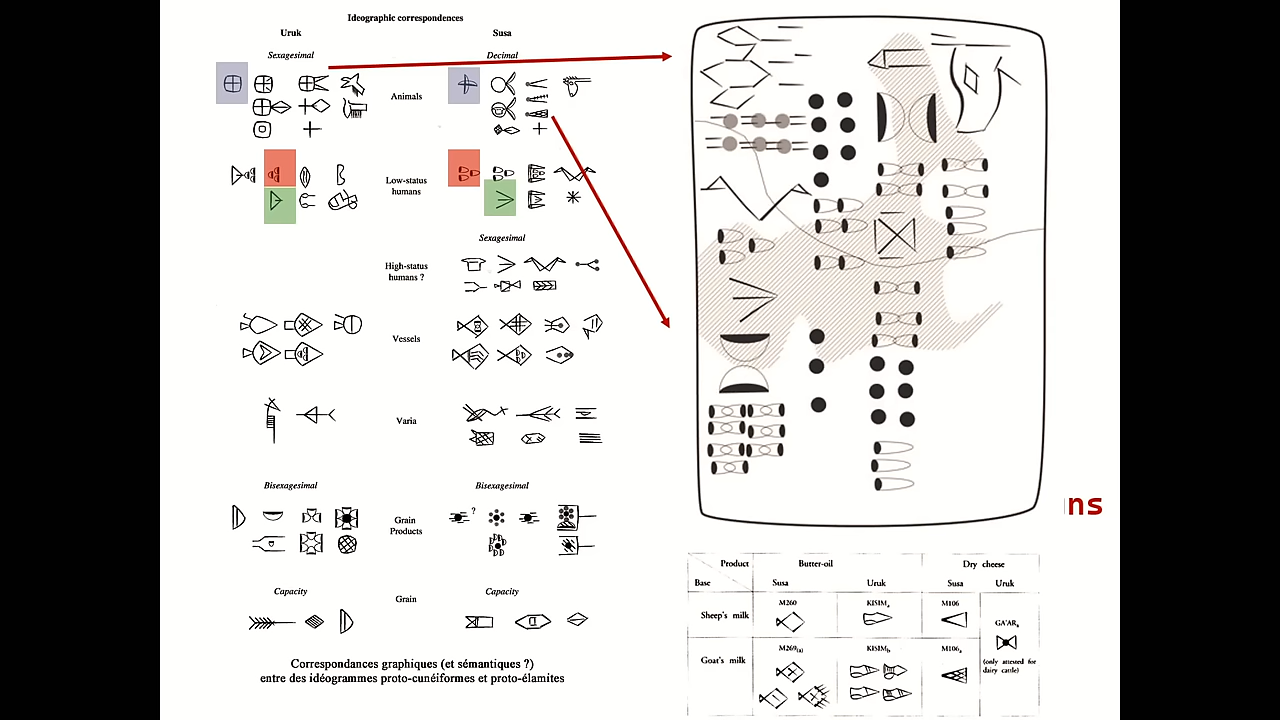 Ideographic correspondences
Uruk Susa
Sexagesimal Decimal
Animals
Low-status
humans
Sexagesimal
High-status
humans ?
Vessels
Varia
Bisexagesimal Bisexagesimal
?
Grain
Products
Capacity Capacity
Grain
Correspondances graphiques (et sémantiques ?)
entre des idéogrammes proto-cunéiformes et proto-élamites
ns
Product Butter-oil Dry cheese
Base Susa Uruk Susa Uruk
Sheep's milk M260 KISIMa M106
GA'ARa
(only attested for
dairy cattle)
Goat's milk M269(a) KISIMb M106a